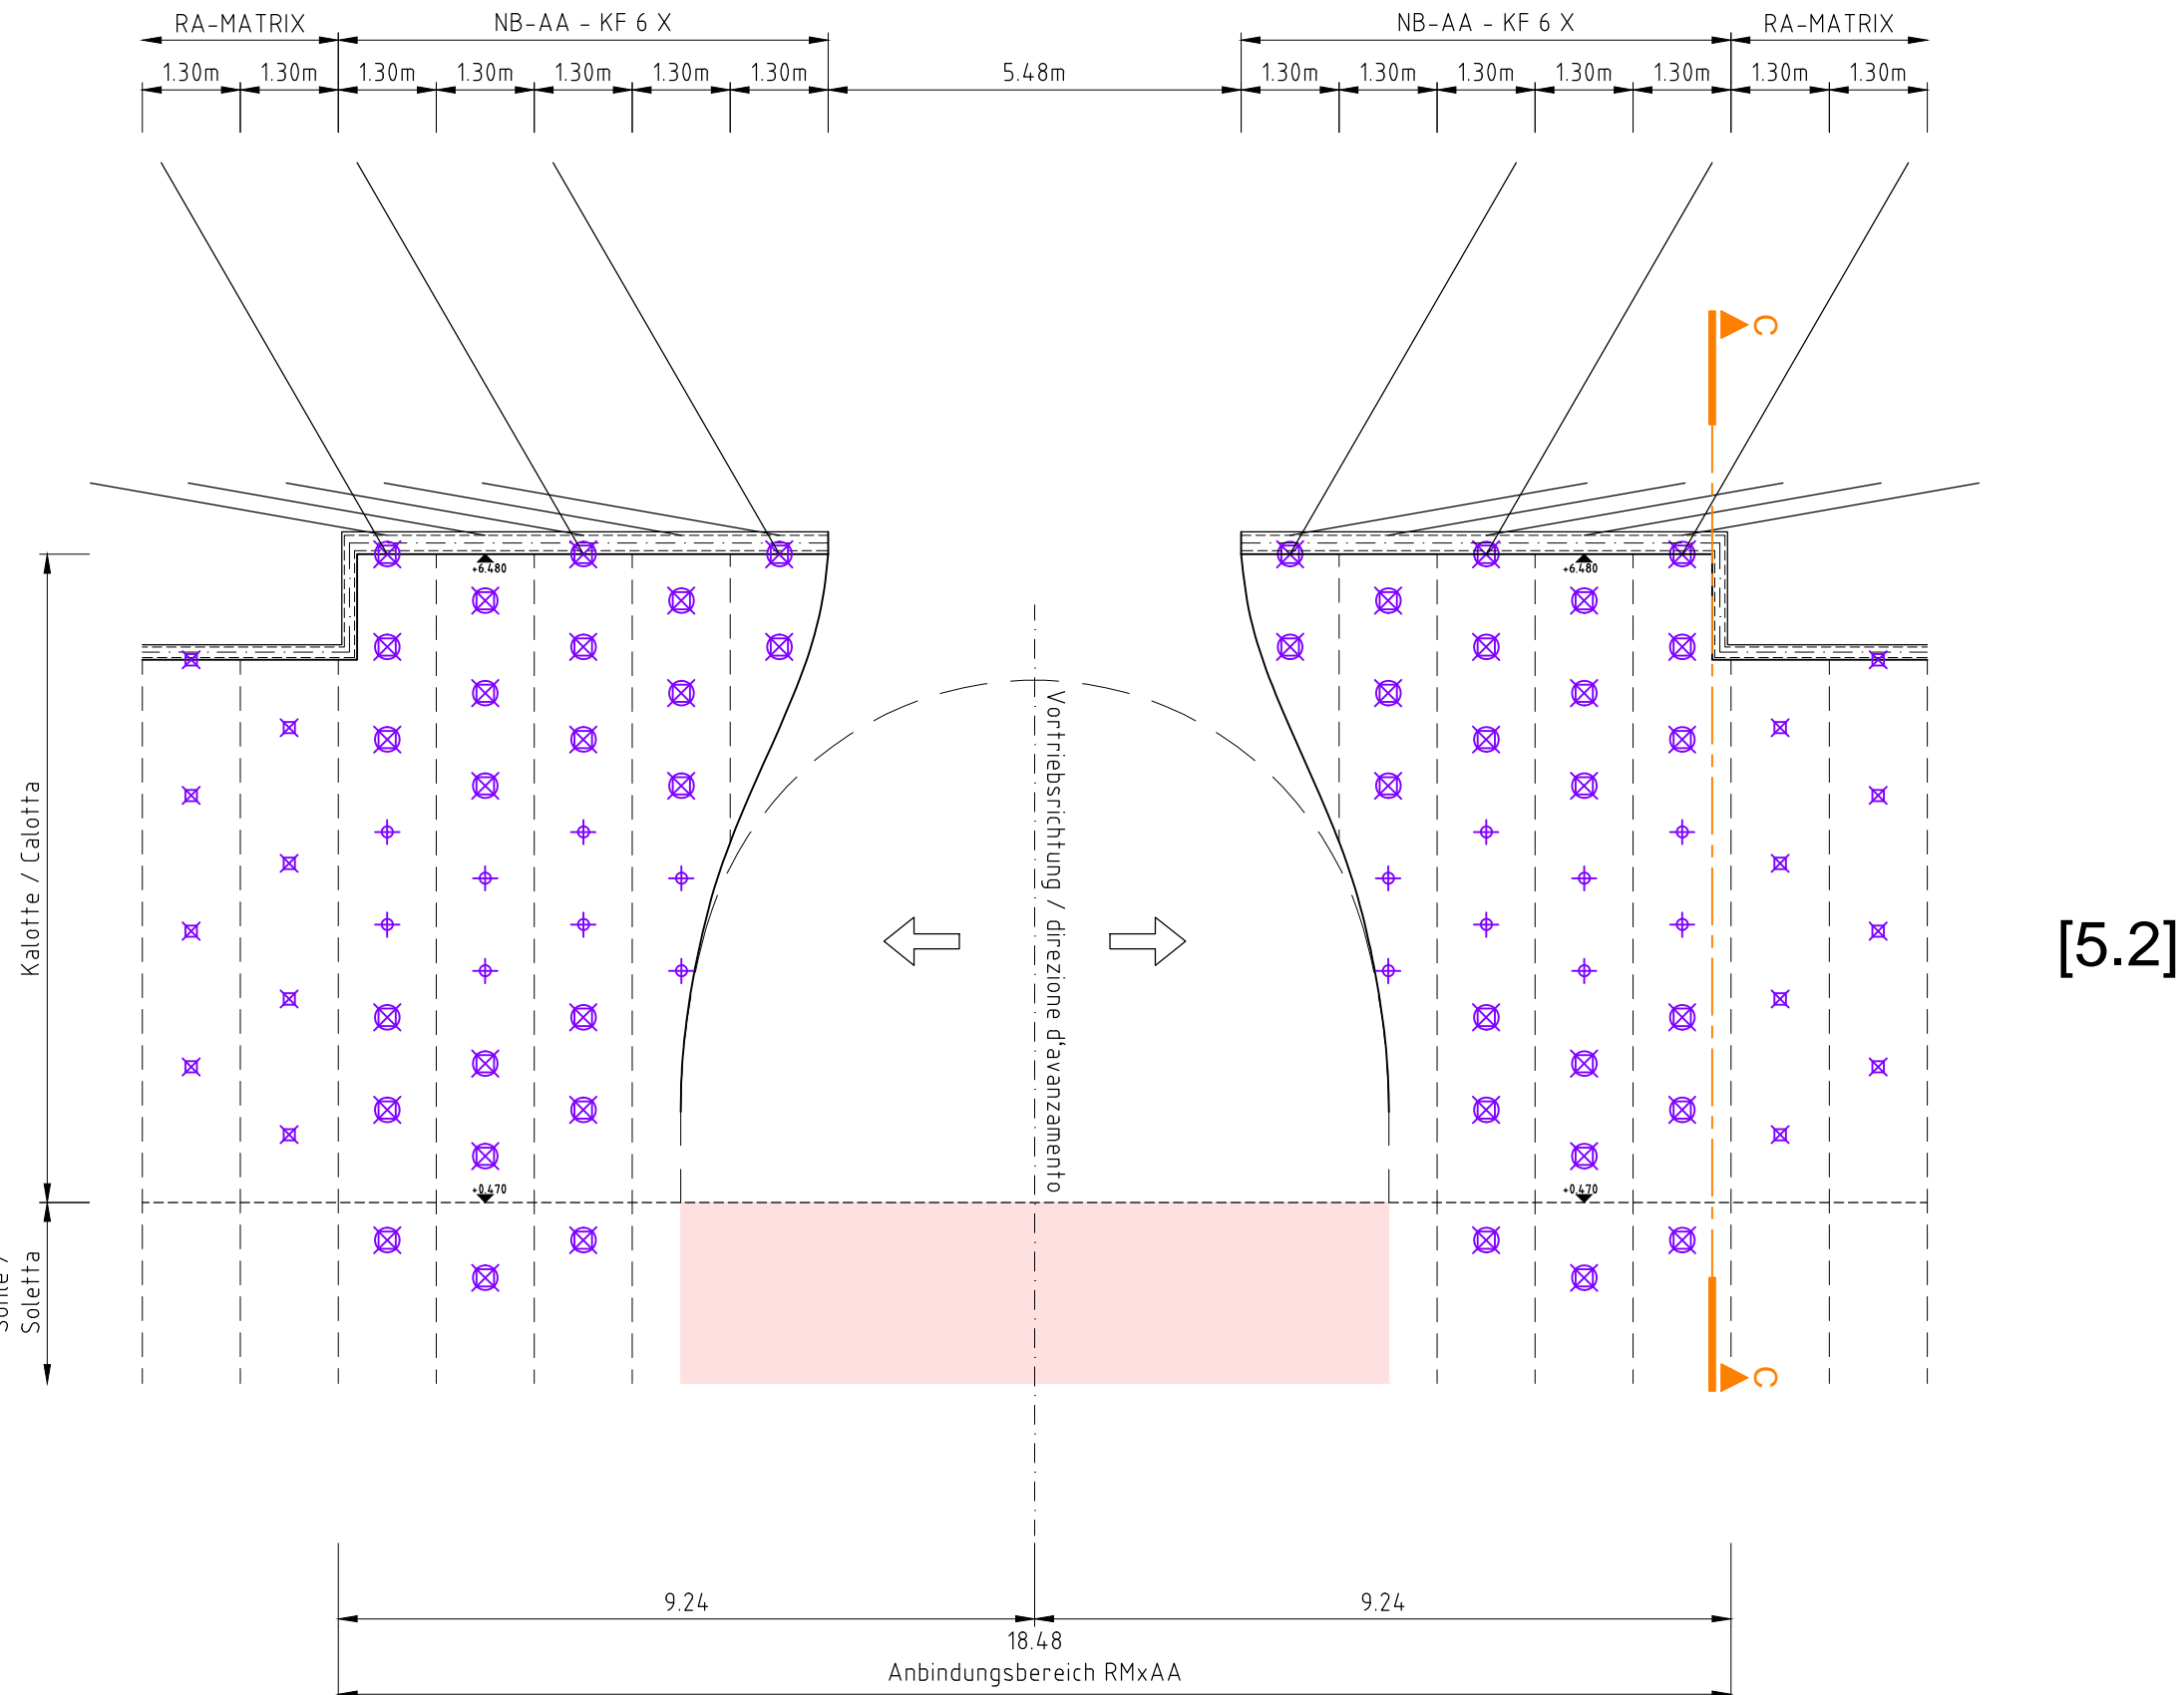 RA-MATRIX NB-AA - KF 6 X NB-AA - KF 6 X RA-MATRIX
1.30m 1.30m 1.30m 1.30m 1.30m 1.30m 1.30m 5.48m 1.30m 1.30m 1.30m 1.30m 1.30m 1.30m 1.30m
C
+6.480 +6.480
Kalotte / Calotta
Vortriebsrichtung / direzione d'avanzamento
[5.2]
+0.470 +0.470
Soletta
C
9.24 9.24
18.48
Anbindungsbereich RMxAA